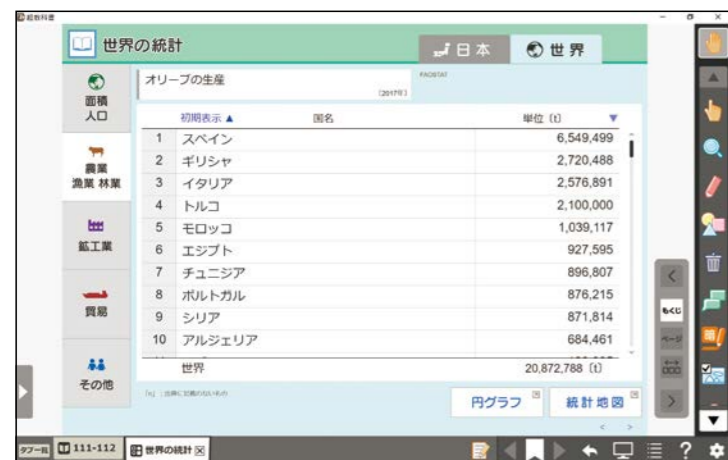 世界の統計
日本
世界
オリーブの生産
(2017年)
FAOSTAT
面積
人口
農業
漁業 林業
鉱工業
貿易
その他
初期表示 ▲ 国名 単位 (t) ▼
1 スペイン 6,549,499
2 ギリシャ 2,720,488
3 イタリア 2,576,891
4 トルコ 2,100,000
5 モロッコ 1,039,117
6 エジプト 927,595
7 チュニジア 896,807
8 ポルトガル 876,215
9 シリア 871,814
10 アルジェリア 684,461
世界 20,872,788 (t)
円グラフ
統計地図
もくじ
ページ
111-112
世界の統計